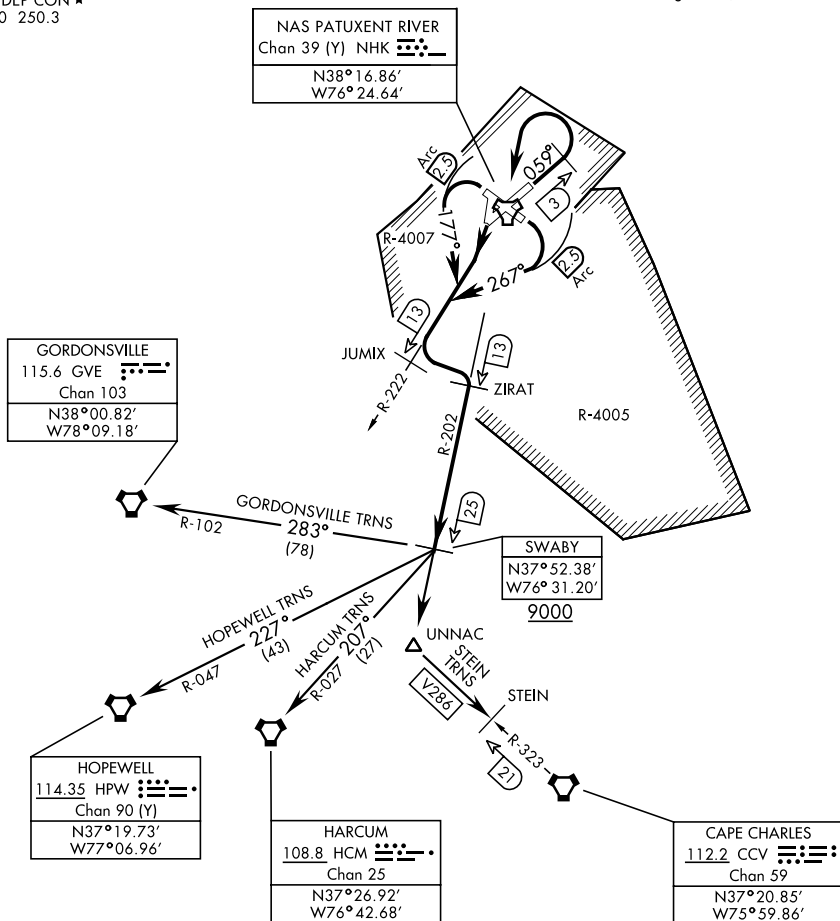 DEP CON ★
0 250.3
NAS PATUXENT RIVER
Chan 39 (Y) NHK
N38°16.86′
W76°24.64′
059°
3
Arc
2.5
177°
R-4007
267°
2.5
Arc
13
JUMIX
R-222
13
ZIRAT
R-4005
R-202
GORDONSVILLE
115.6 GVE
Chan 103
N38°00.82′
W78°09.18′
GORDONSVILLE TRNS
R-102
283°
(78)
25
SWABY
N37°52.38′
W76°31.20′
9000
HOPEWELL TRNS
227°
(43)
R-047
HARCUM TRNS
207°
(27)
R-027
UNNAC
STEIN
TRNS
V286
STEIN
R-323
21
HOPEWELL
114.35 HPW
Chan 90 (Y)
N37°19.73′
W77°06.96′
HARCUM
108.8 HCM
Chan 25
N37°26.92′
W76°42.68′
CAPE CHARLES
112.2 CCV
Chan 59
N37°20.85′
W75°59.86′